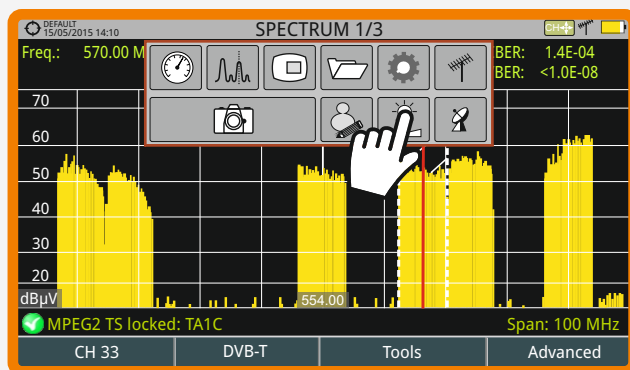 DEFAULT
15/05/2015 14:10
SPECTRUM 1/3
CH
Freq.: 570.00 M
BER: 1.4E-04
BER: <1.0E-08
70
60
50
40
30
20
dBµV
554.00
MPEG2 TS locked: TA1C
Span: 100 MHz
CH 33
DVB-T
Tools
Advanced